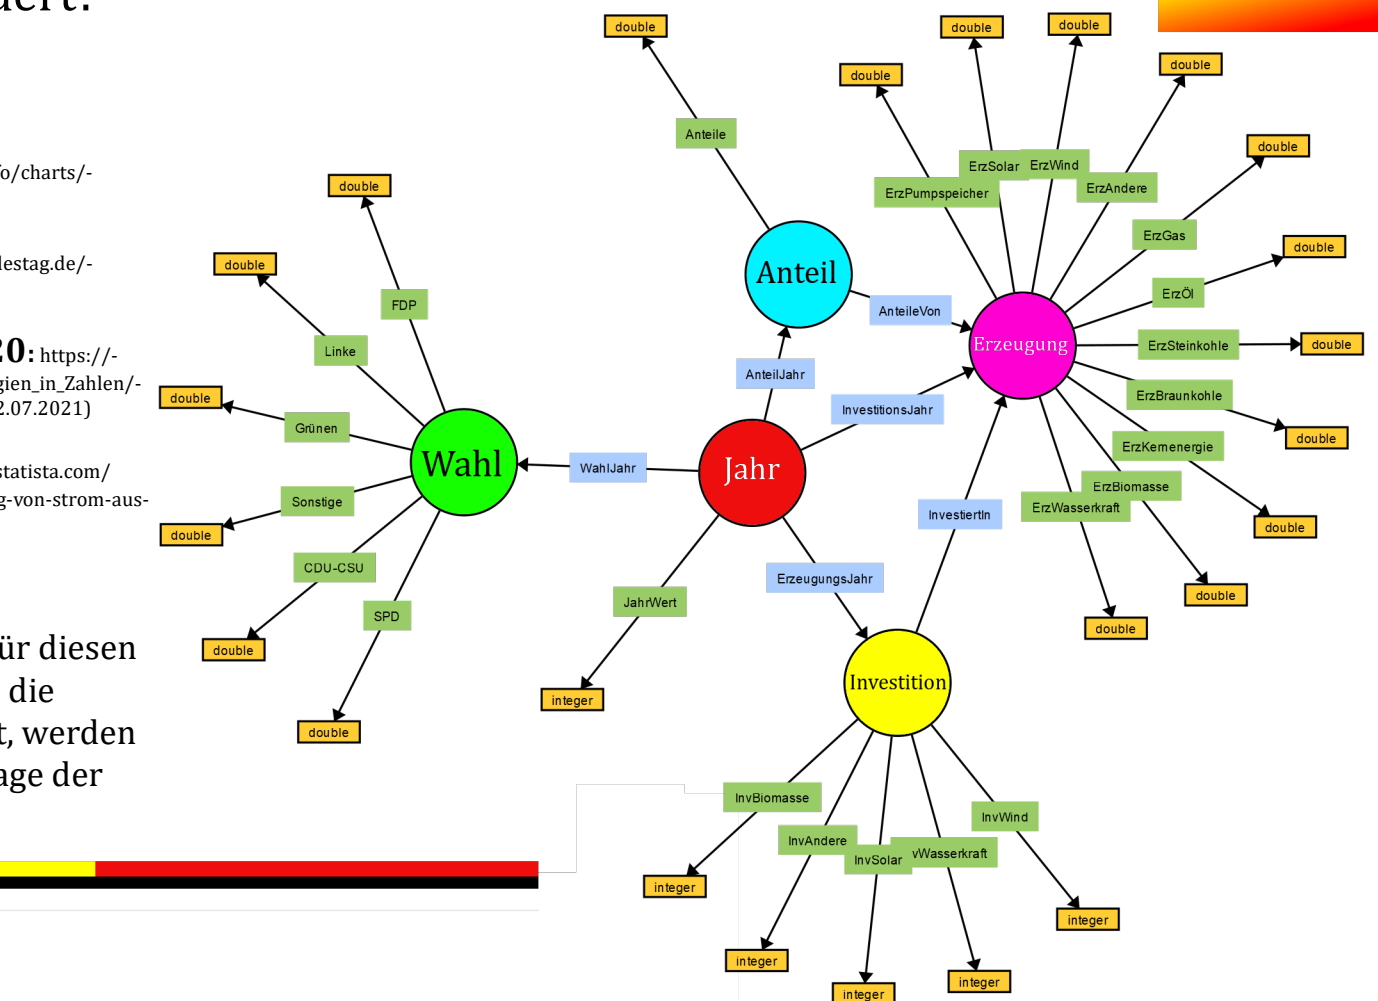 o/charts/-
lestag.de/-
20: https://-
gien_in_Zahlen/-
2.07.2021)
statista.com/
g-von-strom-aus-
ür diesen
die
t, werden
age der
double
Anteile
Anteil
AnteileVon
AnteilJahr
double
FDP
double
Linke
double
Grünen
double
Sonstige
double
CDU-CSU
double
SPD
Wahl
WahlJahr
Jahr
InvestitionsJahr
ErzeugungsJahr
JahrWert
integer
InvestiertIn
Erzeugung
double
ErzPumpspeicher
double
ErzSolar
double
ErzWind
double
ErzAndere
double
ErzGas
double
ErzÖl
double
ErzSteinkohle
double
ErzBraunkohle
double
ErzKernenergie
double
ErzBiomasse
double
ErzWasserkraft
Investition
InvBiomasse
integer
InvAndere
integer
InvSolar
integer
vWasserkraft
integer
InvWind
integer